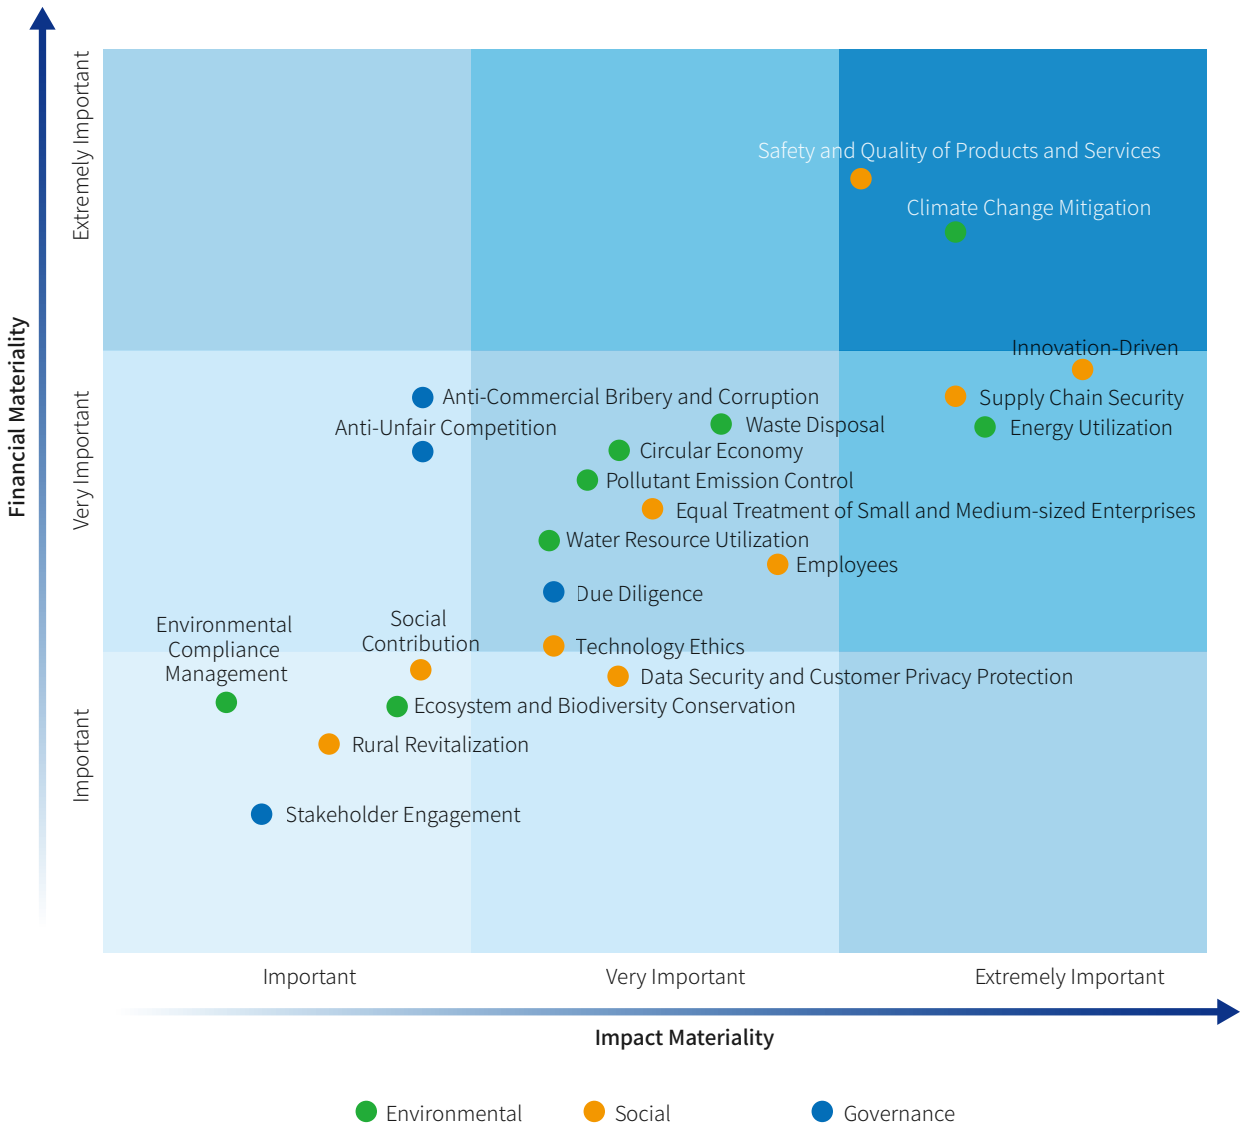 Financial Materiality
Extremely Important
Very Important
Important
Safety and Quality of Products and Services
Climate Change Mitigation
Innovation-Driven
Anti-Commercial Bribery and Corruption
Supply Chain Security
Waste Disposal
Anti-Unfair Competition
Energy Utilization
Circular Economy
Pollutant Emission Control
Equal Treatment of Small and Medium-sized Enterprises
Water Resource Utilization
Employees
Due Diligence
Social
Contribution
Environmental
Compliance
Management
Technology Ethics
Data Security and Customer Privacy Protection
Ecosystem and Biodiversity Conservation
Rural Revitalization
Stakeholder Engagement
Important
Very Important
Extremely Important
Impact Materiality
Environmental
Social
Governance